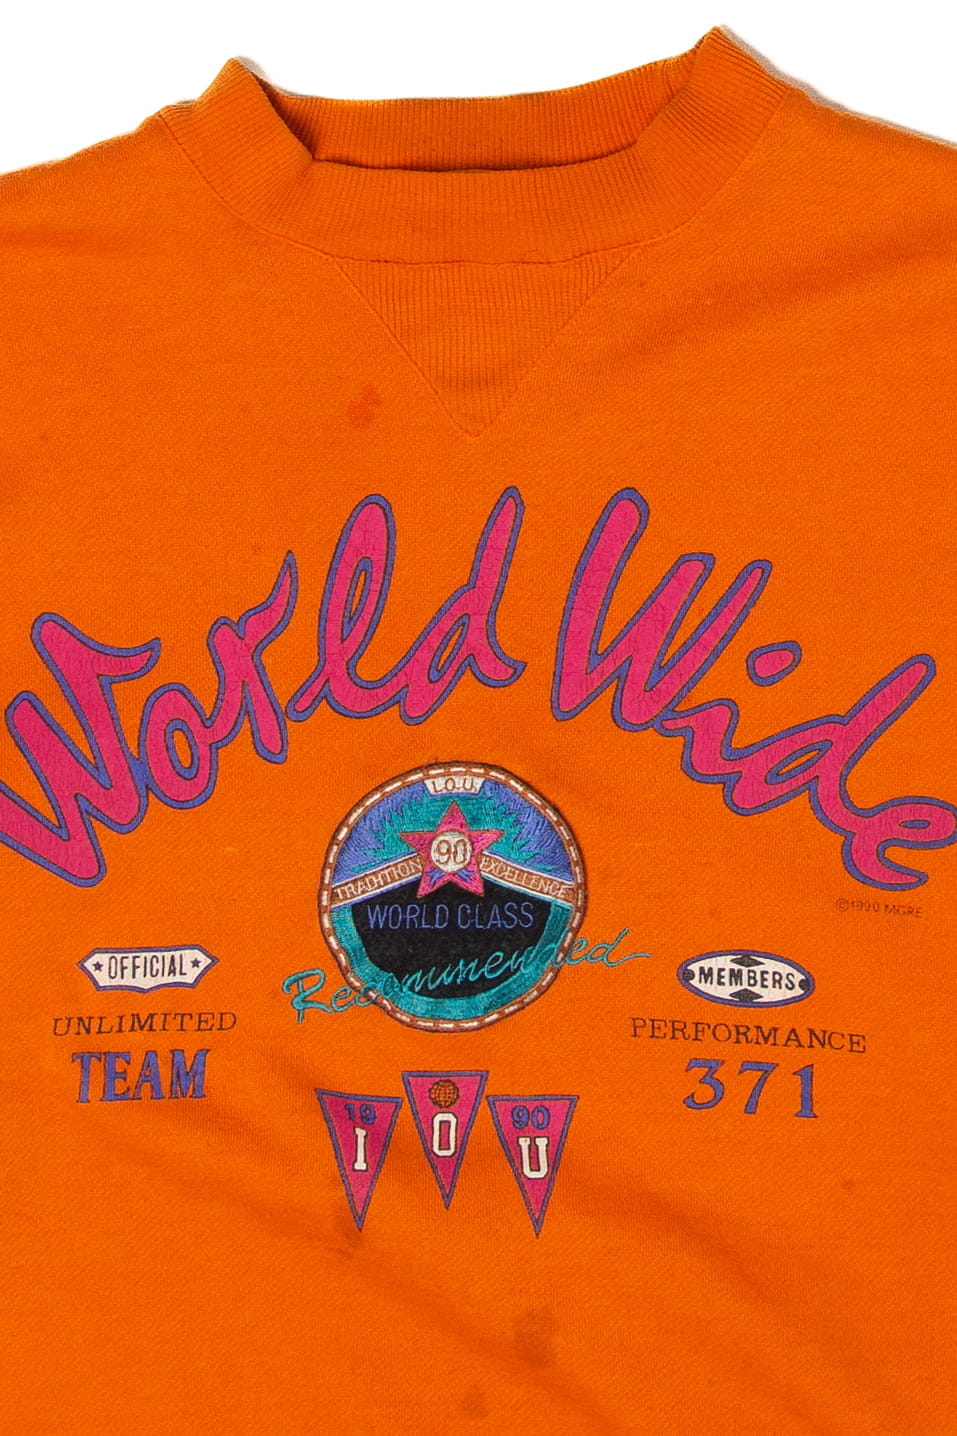 World Wide
I.O.U.
90
TRADITION EXCELLENCE
WORLD CLASS
Recommended
©1990 MGRE
OFFICIAL
UNLIMITED
TEAM
MEMBERS
PERFORMANCE
371
19 90
I O U